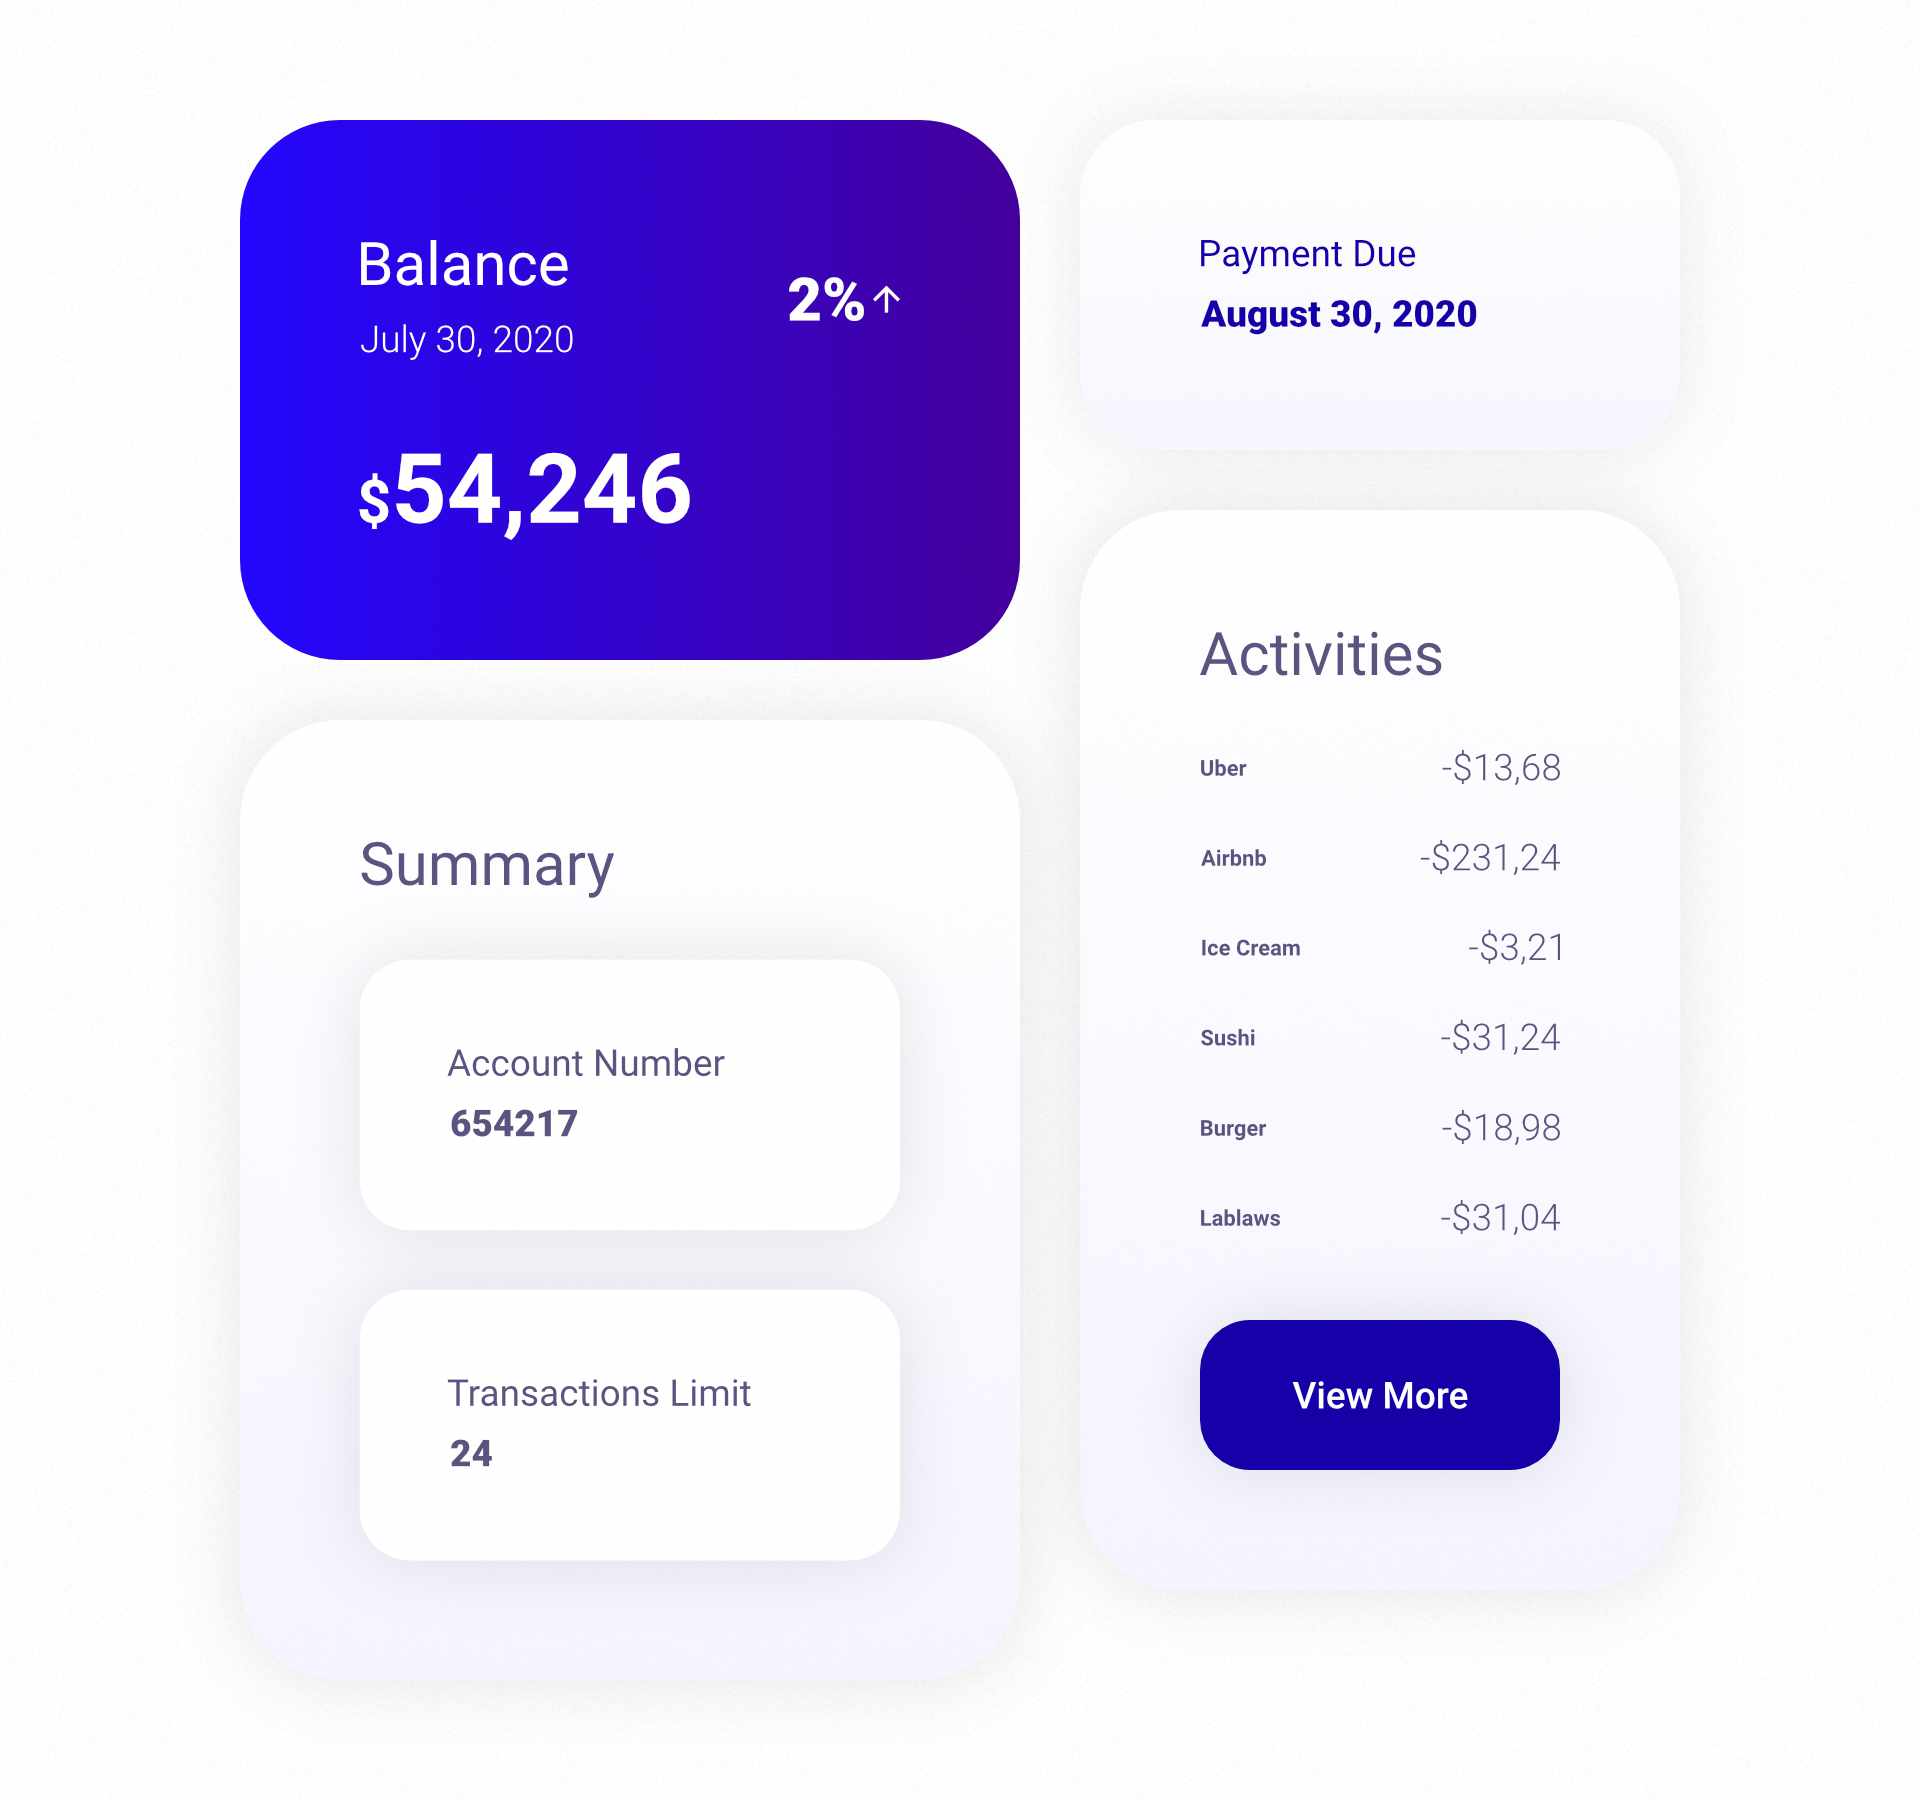 Balance
July 30, 2020
2%↑
$54,246
Payment Due
August 30, 2020
Summary
Account Number
654217
Transactions Limit
24
Activities
Uber -$13,68
Airbnb -$231,24
Ice Cream -$3,21
Sushi -$31,24
Burger -$18,98
Lablaws -$31,04
View More